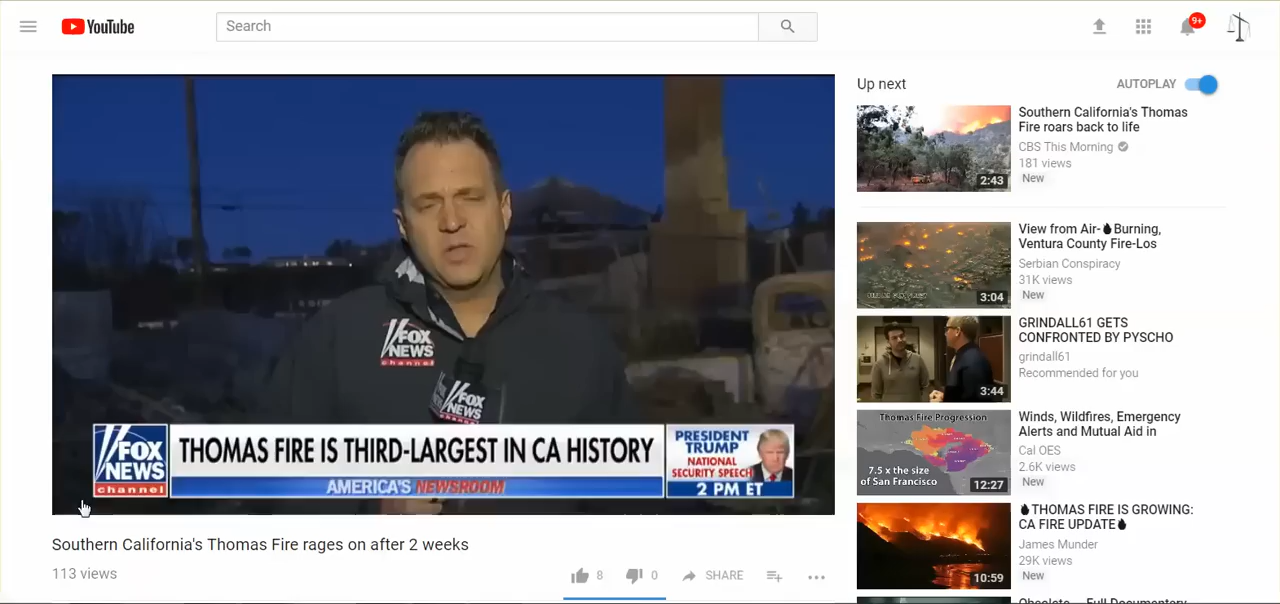 YouTube
Search
9+
FOX
NEWS
channel
FOX
NEWS
FOX
NEWS
channel
THOMAS FIRE IS THIRD-LARGEST IN CA HISTORY
AMERICA'S NEWSROOM
PRESIDENT
TRUMP
NATIONAL
SECURITY SPEECH
2 PM ET
Southern California's Thomas Fire rages on after 2 weeks
113 views
8
0
SHARE
Up next
AUTOPLAY
2:43
Southern California's Thomas
Fire roars back to life
CBS This Morning
181 views
New
3:04
View from Air-🔥Burning,
Ventura County Fire-Los
Serbian Conspiracy
31K views
New
3:44
GRINDALL61 GETS
CONFRONTED BY PYSCHO
grindall61
Recommended for you
Thomas Fire Progression
7.5 x the size
of San Francisco
12:27
Winds, Wildfires, Emergency
Alerts and Mutual Aid in
Cal OES
2.6K views
New
10:59
🔥THOMAS FIRE IS GROWING:
CA FIRE UPDATE🔥
James Munder
29K views
New